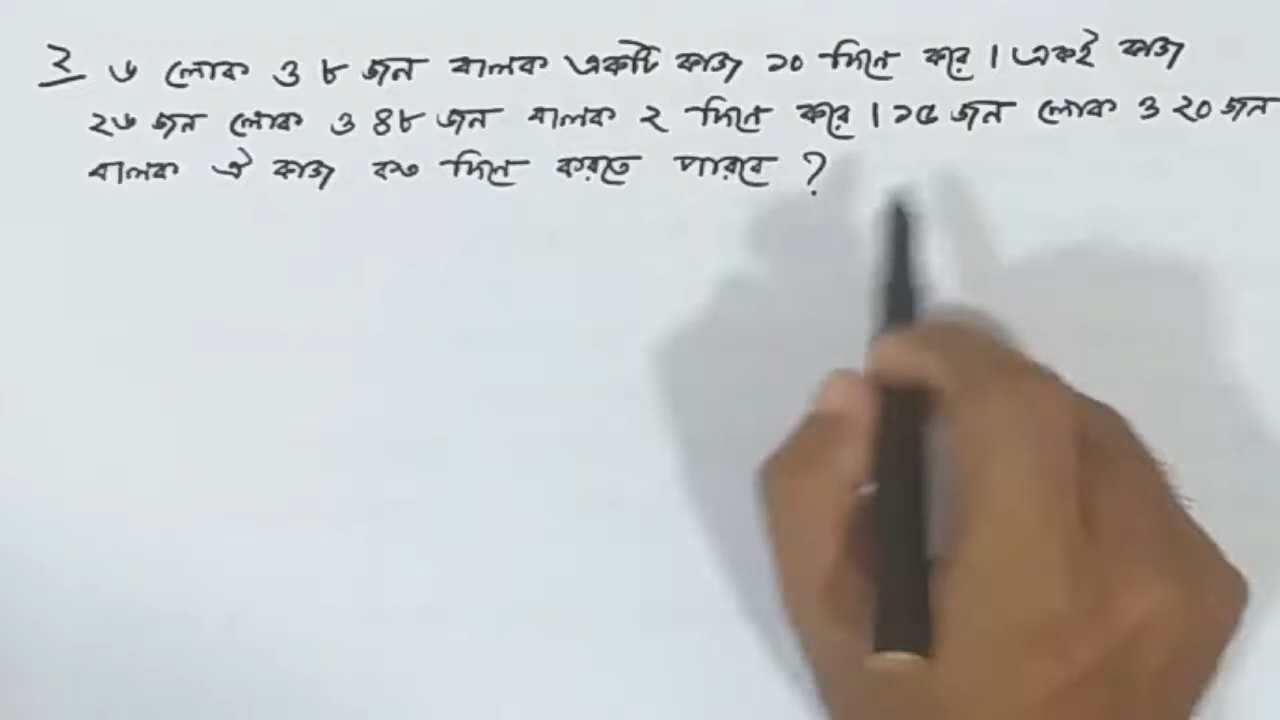 ২ ৬ লোক ও ৮ জন বালক একটি কাজ ১০ দিনে করে । একই কাজ
২৬ জন লোক ও ৪৮ জন বালক ২ দিনে করে । ১৫ জন লোক ও ২০ জন
বালক ঐ কাজ কত দিনে করতে পারবে ?